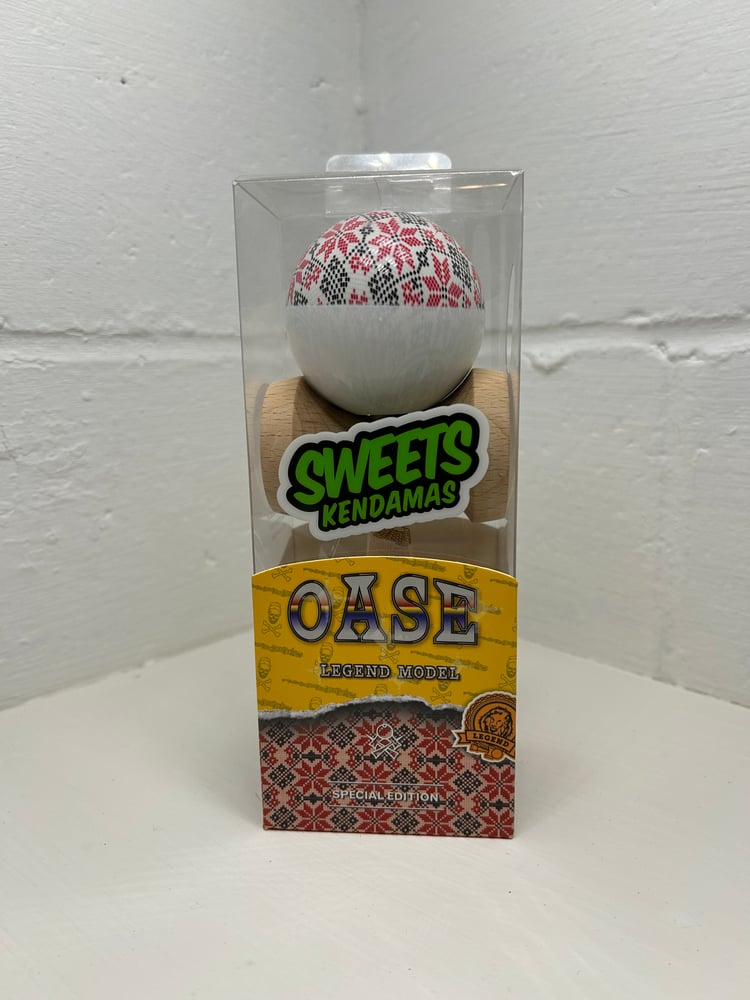 SWEETS
KENDAMAS
OASE
LEGEND MODEL
LEGEND
SPECIAL EDITION